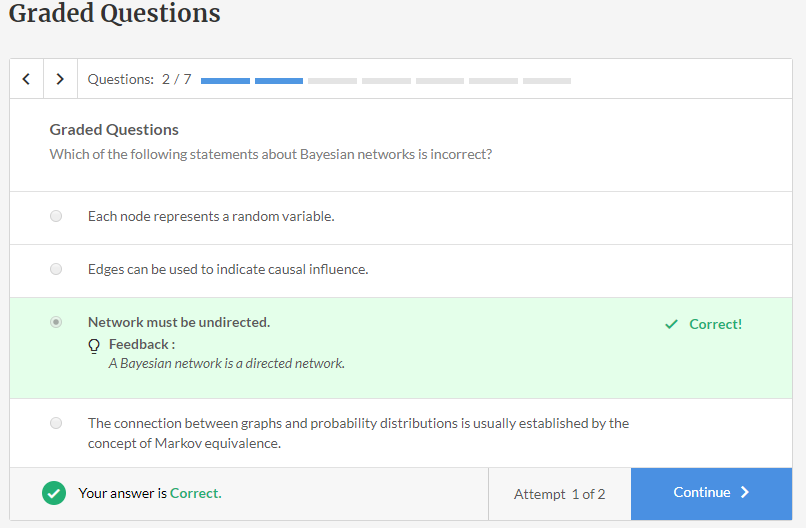 Graded Questions
Questions: 2 / 7
Graded Questions
Which of the following statements about Bayesian networks is incorrect?
Each node represents a random variable.
Edges can be used to indicate causal influence.
Network must be undirected.
Correct!
Feedback :
A Bayesian network is a directed network.
The connection between graphs and probability distributions is usually established by the
concept of Markov equivalence.
Your answer is Correct.
Attempt 1 of 2
Continue